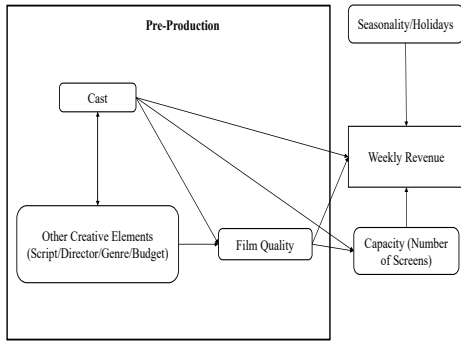 Pre-Production
Seasonality/Holidays
Cast
Weekly Revenue
Other Creative Elements
(Script/Director/Genre/Budget)
Film Quality
Capacity (Number
of Screens)